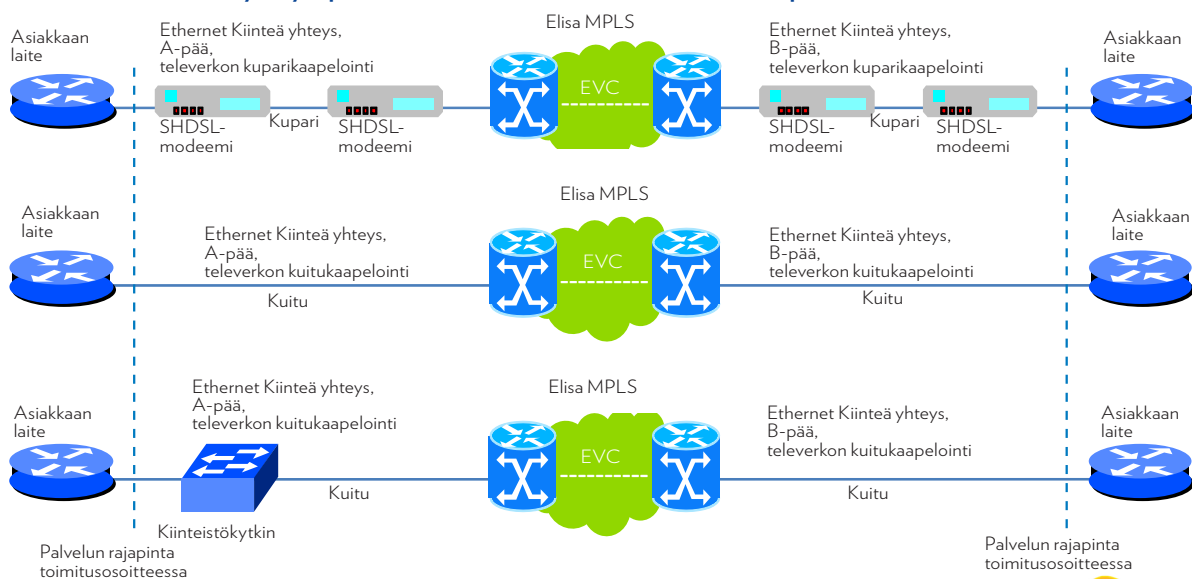 Elisa MPLS
Asiakkaan
laite
Ethernet Kiinteä yhteys,
A-pää,
televerkon kuparikaapelointi
EVC
Ethernet Kiinteä yhteys,
B-pää,
televerkon kuparikaapelointi
Asiakkaan
laite
SHDSL-
modeemi
Kupari
SHDSL-
modeemi
SHDSL-
modeemi
Kupari
SHDSL-
modeemi
Elisa MPLS
Asiakkaan
laite
Ethernet Kiinteä yhteys,
A-pää,
televerkon kuitukaapelointi
Kuitu
EVC
Ethernet Kiinteä yhteys,
B-pää,
televerkon kuitukaapelointi
Kuitu
Asiakkaan
laite
Elisa MPLS
Asiakkaan
laite
Ethernet Kiinteä yhteys,
A-pää,
televerkon kuitukaapelointi
Kuitu
EVC
Ethernet Kiinteä yhteys,
B-pää,
televerkon kuitukaapelointi
Kuitu
Asiakkaan
laite
Kiinteistökytkin
Palvelun rajapinta
toimitusosoitteessa
Palvelun rajapinta
toimitusosoitteessa